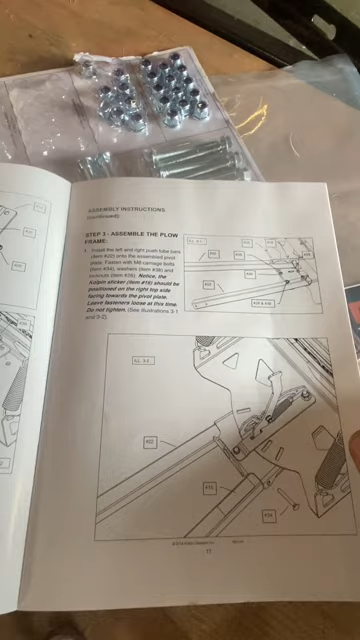 ASSEMBLY INSTRUCTIONS
(continued):
STEP 3 - ASSEMBLE THE PLOW
FRAME:
1. Install the left and right push tube bars
(item #22) onto the assembled pivot
plate. Fasten with M8 carriage bolts
(item #34), washers (item #38) and
locknuts (item #39). Notice, the
Kolpin sticker (item #16) should be
positioned on the right top side
facing towards the pivot plate.
Leave fasteners loose at this time.
Do not tighten. (See illustrations 3-1
and 3-2).
ILL. 3-1
ILL. 3-2
#22
#34
11